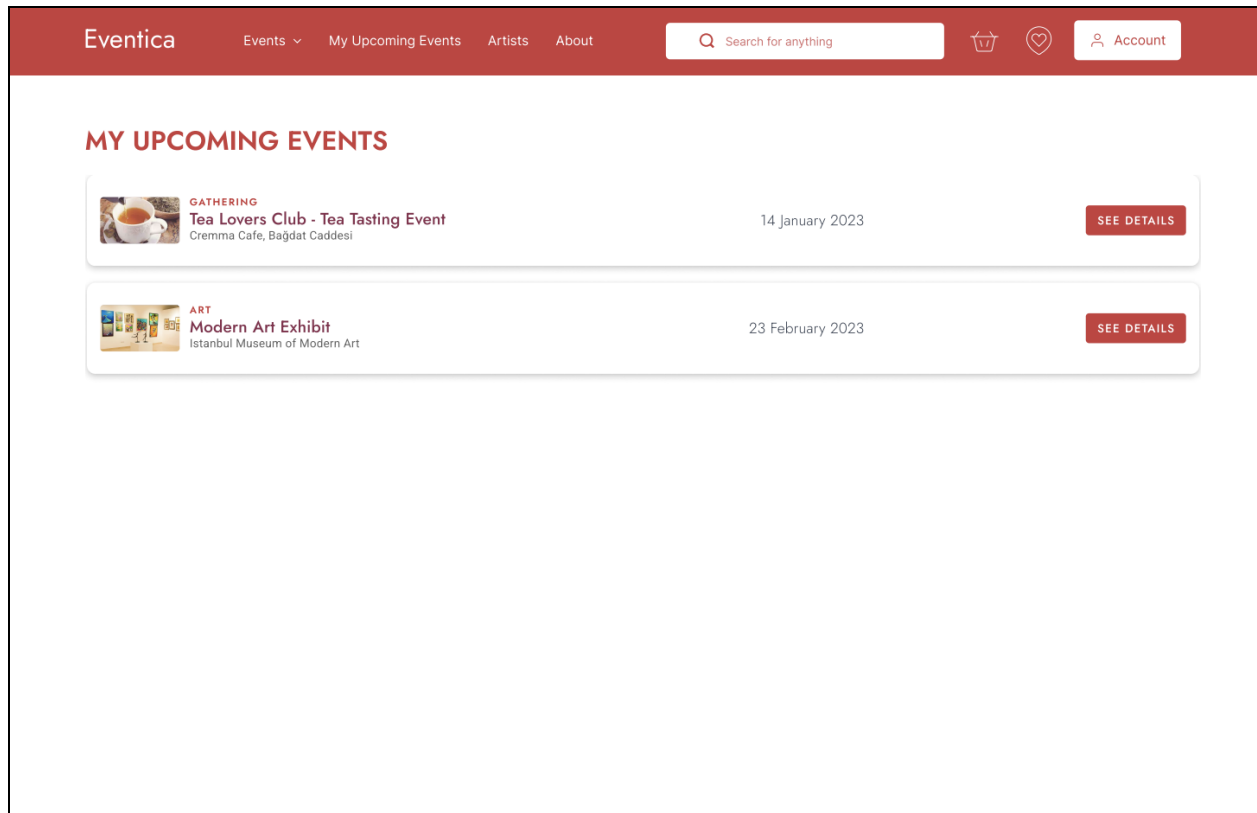 Eventica
Events
My Upcoming Events
Artists
About
Search for anything
Account
MY UPCOMING EVENTS
GATHERING
Tea Lovers Club - Tea Tasting Event
Cremma Cafe, Bağdat Caddesi
14 January 2023
SEE DETAILS
ART
Modern Art Exhibit
Istanbul Museum of Modern Art
23 February 2023
SEE DETAILS